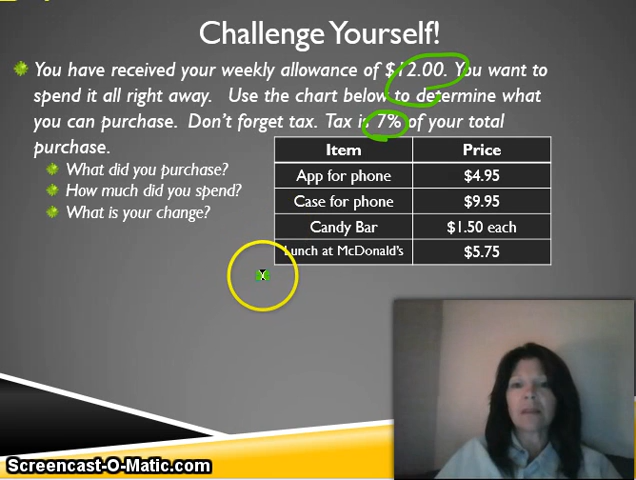 Challenge Yourself!
You have received your weekly allowance of $12.00. You want to
spend it all right away. Use the chart below to determine what
you can purchase. Don't forget tax. Tax is 7% of your total
purchase.
What did you purchase?
How much did you spend?
What is your change?
Item Price
App for phone $4.95
Case for phone $9.95
Candy Bar $1.50 each
Lunch at McDonald's $5.75
Screencast-O-Matic.com